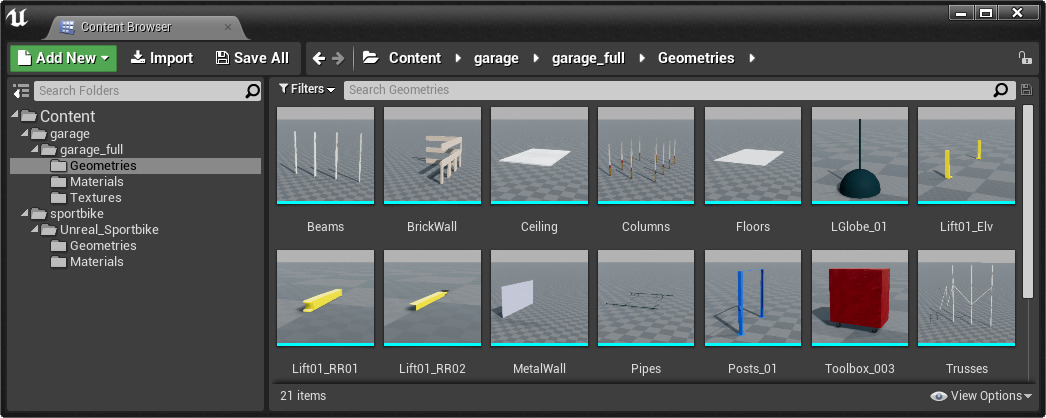 Content Browser
Add New Import Save All Content garage garage_full Geometries
Search Folders
Filters Search Geometries
Content
garage
garage_full
Geometries
Materials
Textures
sportbike
Unreal_Sportbike
Geometries
Materials
Beams BrickWall Ceiling Columns Floors LGlobe_01 Lift01_Elv
Lift01_RR01 Lift01_RR02 MetalWall Pipes Posts_01 Toolbox_003 Trusses
21 items View Options